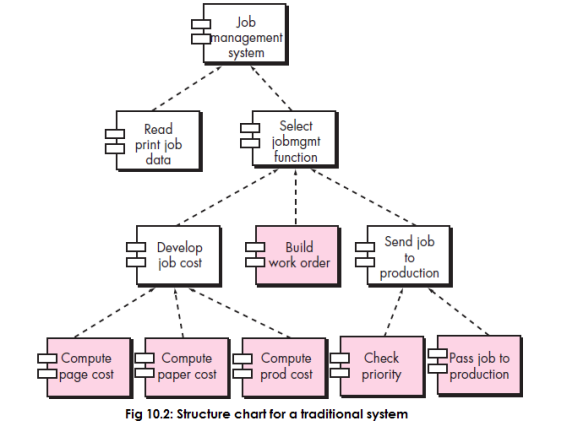 Job
management
system
Read
print job
data
Select
jobmgmt
function
Develop
job cost
Build
work order
Send job
to
production
Compute
page cost
Compute
paper cost
Compute
prod cost
Check
priority
Pass job to
production
Fig 10.2: Structure chart for a traditional system